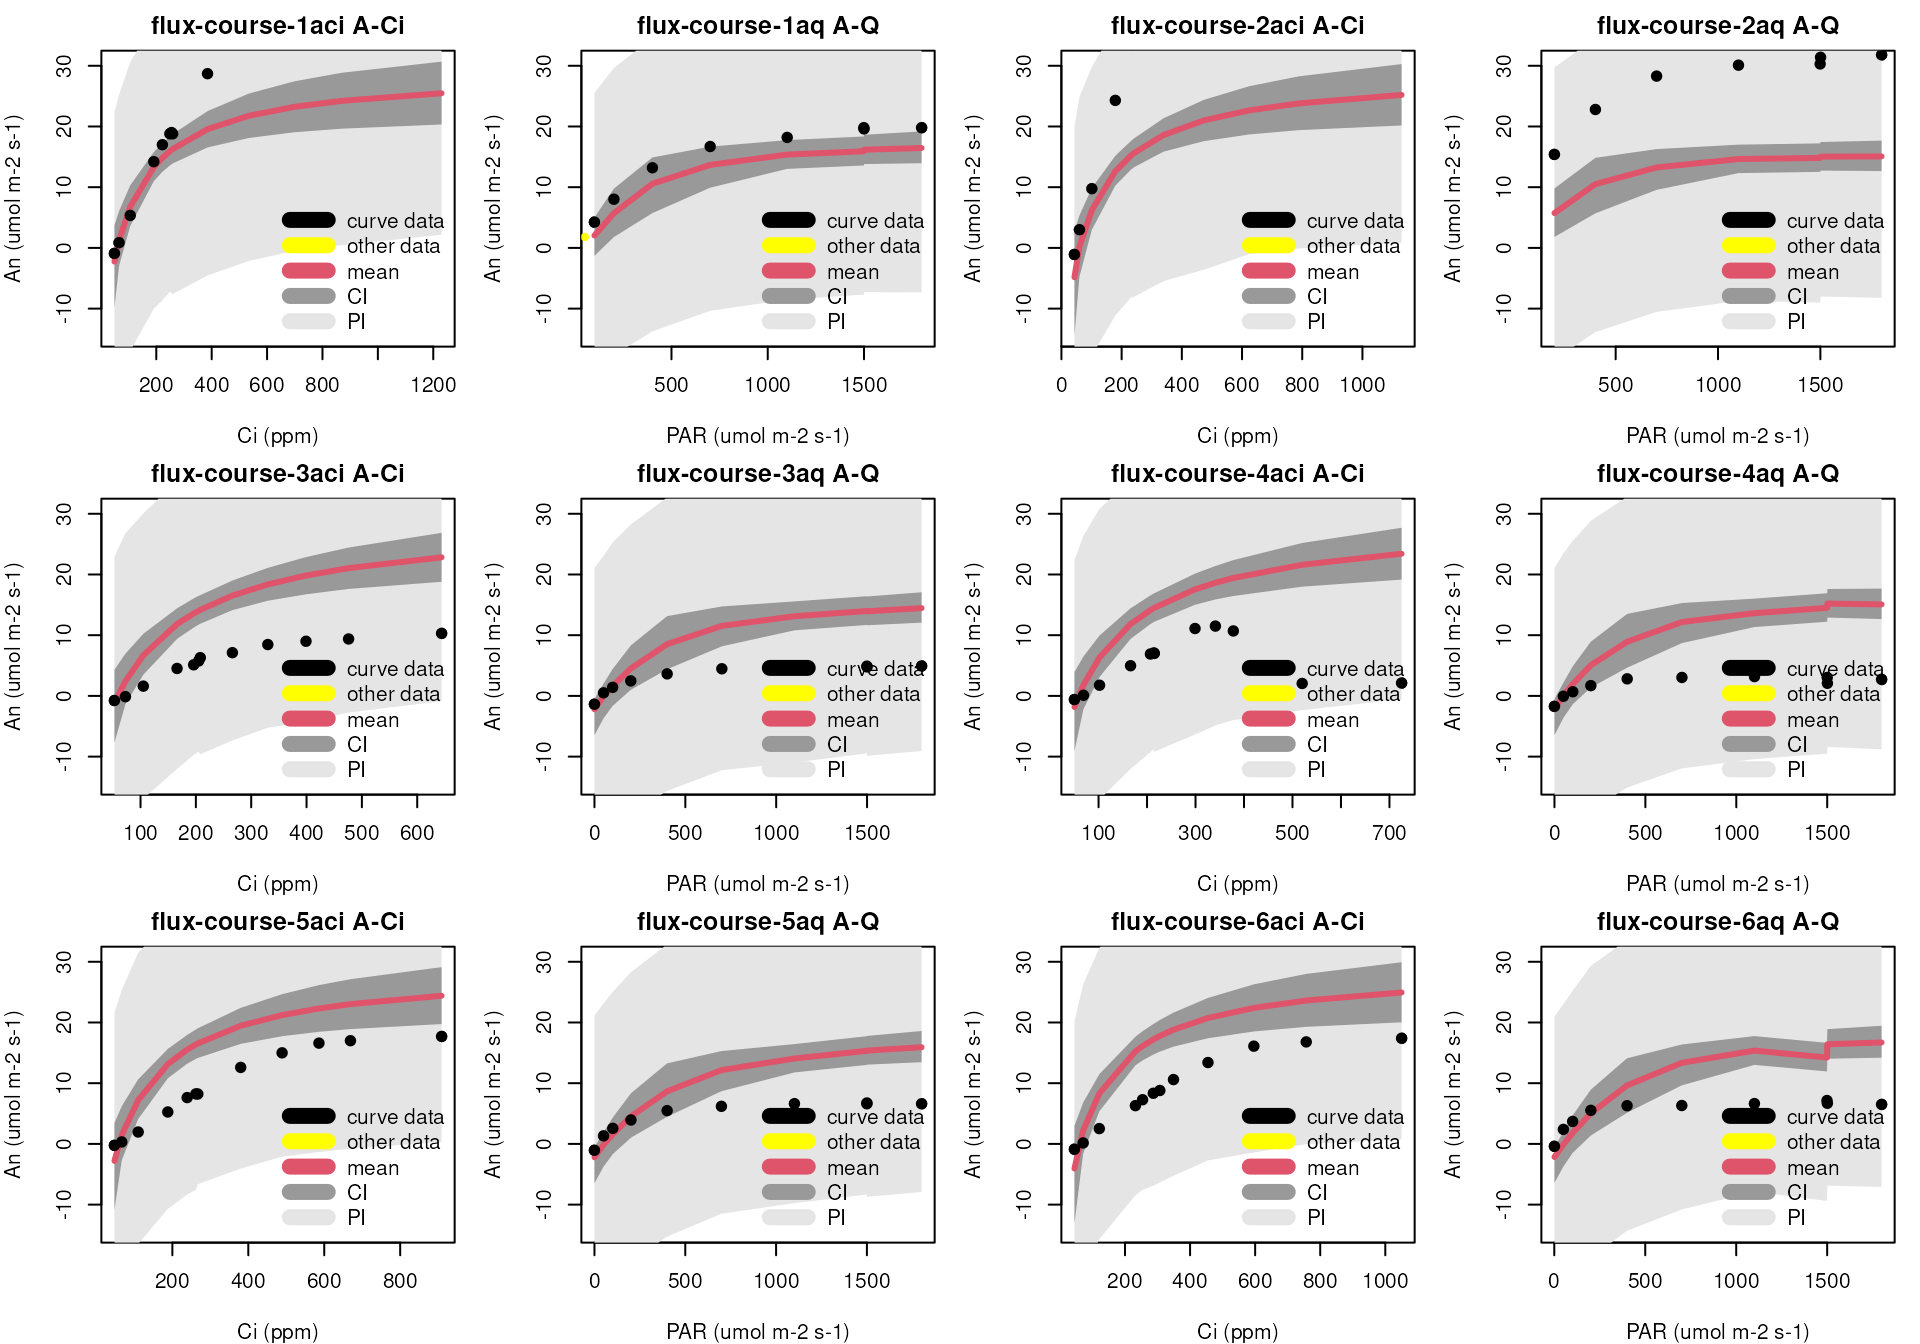 flux-course-1aci A-Ci
An (umol m-2 s-1)
30
20
10
0
-10
curve data
other data
mean
CI
PI
200 400 600 800 1200
Ci (ppm)
flux-course-1aq A-Q
An (umol m-2 s-1)
30
20
10
0
-10
curve data
other data
mean
CI
PI
500 1000 1500
PAR (umol m-2 s-1)
flux-course-2aci A-Ci
An (umol m-2 s-1)
30
20
10
0
-10
curve data
other data
mean
CI
PI
0 200 400 600 800 1000
Ci (ppm)
flux-course-2aq A-Q
An (umol m-2 s-1)
30
20
10
0
-10
curve data
other data
mean
CI
PI
500 1000 1500
PAR (umol m-2 s-1)
flux-course-3aci A-Ci
An (umol m-2 s-1)
30
20
10
0
-10
curve data
other data
mean
CI
PI
100 200 300 400 500 600
Ci (ppm)
flux-course-3aq A-Q
An (umol m-2 s-1)
30
20
10
0
-10
curve data
other data
mean
CI
PI
0 500 1000 1500
PAR (umol m-2 s-1)
flux-course-4aci A-Ci
An (umol m-2 s-1)
30
20
10
0
-10
curve data
other data
mean
CI
PI
100 300 500 700
Ci (ppm)
flux-course-4aq A-Q
An (umol m-2 s-1)
30
20
10
0
-10
curve data
other data
mean
CI
PI
0 500 1000 1500
PAR (umol m-2 s-1)
flux-course-5aci A-Ci
An (umol m-2 s-1)
30
20
10
0
-10
curve data
other data
mean
CI
PI
200 400 600 800
Ci (ppm)
flux-course-5aq A-Q
An (umol m-2 s-1)
30
20
10
0
-10
curve data
other data
mean
CI
PI
0 500 1000 1500
PAR (umol m-2 s-1)
flux-course-6aci A-Ci
An (umol m-2 s-1)
30
20
10
0
-10
curve data
other data
mean
CI
PI
200 400 600 800 1000
Ci (ppm)
flux-course-6aq A-Q
An (umol m-2 s-1)
30
20
10
0
-10
curve data
other data
mean
CI
PI
0 500 1000 1500
PAR (umol m-2 s-1)